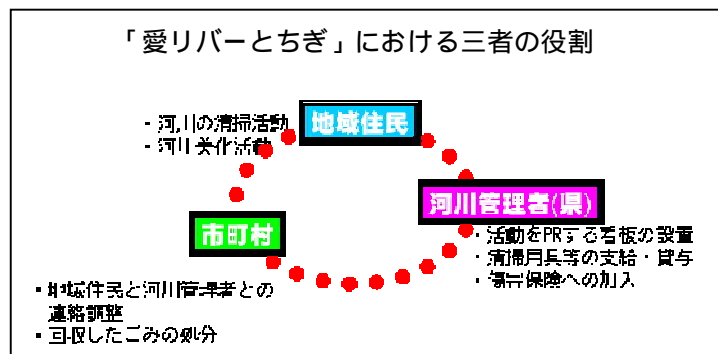 「愛リバーとちぎ」における三者の役割
・河川の清掃活動
・河川美化活動
地域住民
河川管理者(県)
・活動をPRする看板の設置
・清掃用具等の支給・貸与
・傷害保険への加入
市町村
・地域住民と河川管理者との
連絡調整
・回収したごみの処分